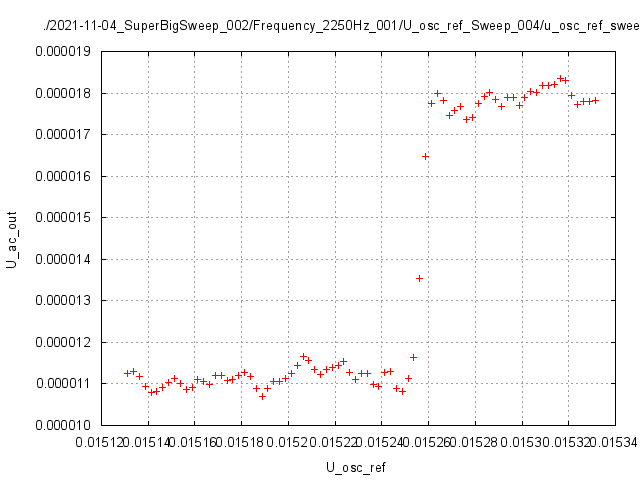 ./2021-11-04_SuperBigSweep_002/Frequency_2250Hz_001/U_osc_ref_Sweep_004/u_osc_ref_swee
0.000019
0.000018
0.000017
0.000016
0.000015
0.000014
0.000013
0.000012
0.000011
0.000010
U_ac_out
0.01512 0.01514 0.01516 0.01518 0.0152 0.01522 0.01524 0.01526 0.01528 0.01530 0.01532 0.01534
U_osc_ref